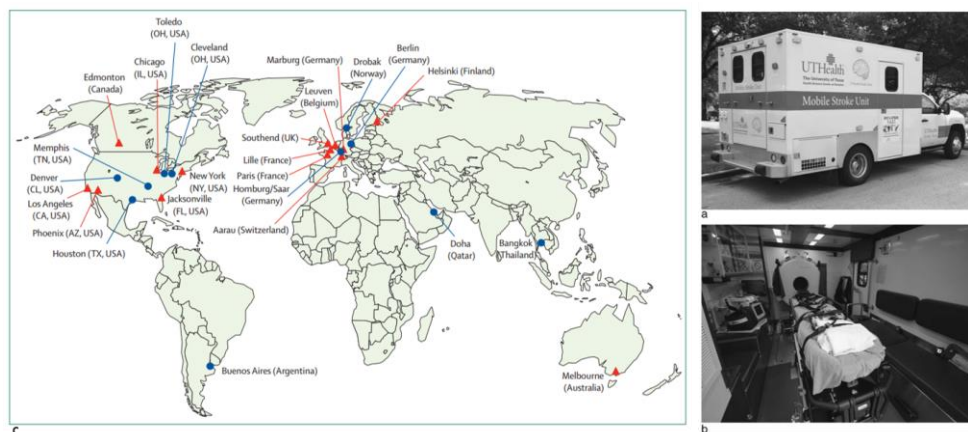 Toledo
(OH, USA)
Cleveland
(OH, USA)
Chicago
(IL, USA)
Edmonton
(Canada)
Memphis
(TN, USA)
Denver
(CL, USA)
Los Angeles
(CA, USA)
Phoenix (AZ, USA)
Houston (TX, USA)
New York
(NY, USA)
Jacksonville
(FL, USA)
Marburg (Germany)
Drobak
(Norway)
Berlin
(Germany)
Helsinki (Finland)
Leuven
(Belgium)
Southend (UK)
Lille (France)
Paris (France)
Homburg/Saar
(Germany)
Aarau (Switzerland)
Doha
(Qatar)
Bangkok
(Thailand)
Buenos Aires (Argentina)
Melbourne
(Australia)
c
UTHealth
The University of Texas
Mobile Stroke Unit
a
b